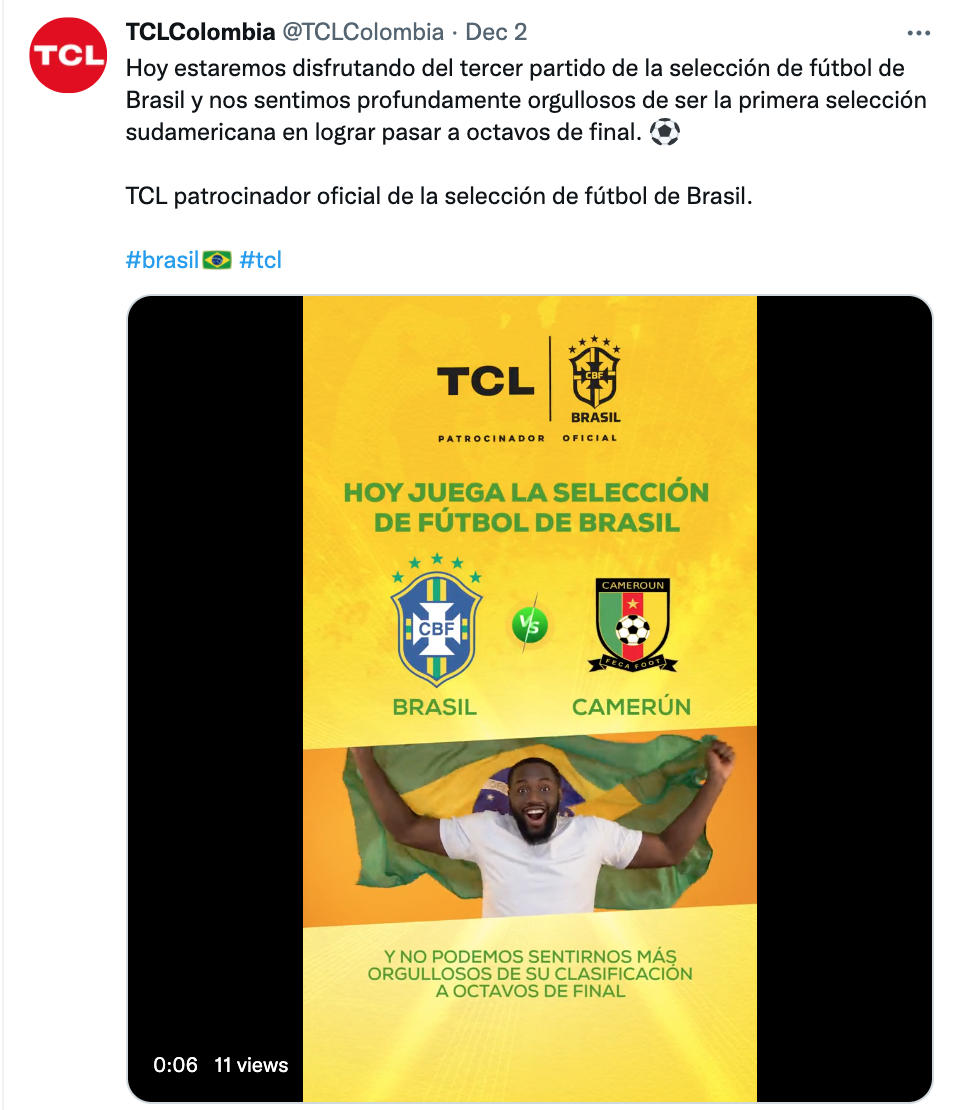 TCL
TCLColombia @TCLColombia · Dec 2
Hoy estaremos disfrutando del tercer partido de la selección de fútbol de
Brasil y nos sentimos profundamente orgullosos de ser la primera selección
sudamericana en lograr pasar a octavos de final. ⚽
TCL patrocinador oficial de la selección de fútbol de Brasil.
#brasil🇧🇷 #tcl
TCL
CBF
BRASIL
PATROCINADOR OFICIAL
HOY JUEGA LA SELECCIÓN
DE FÚTBOL DE BRASIL
CBF
VS
CAMEROUN
FECA FOOT
BRASIL
CAMERÚN
Y NO PODEMOS SENTIRNOS MÁS
ORGULLOSOS DE SU CLASIFICACIÓN
A OCTAVOS DE FINAL
0:06 11 views